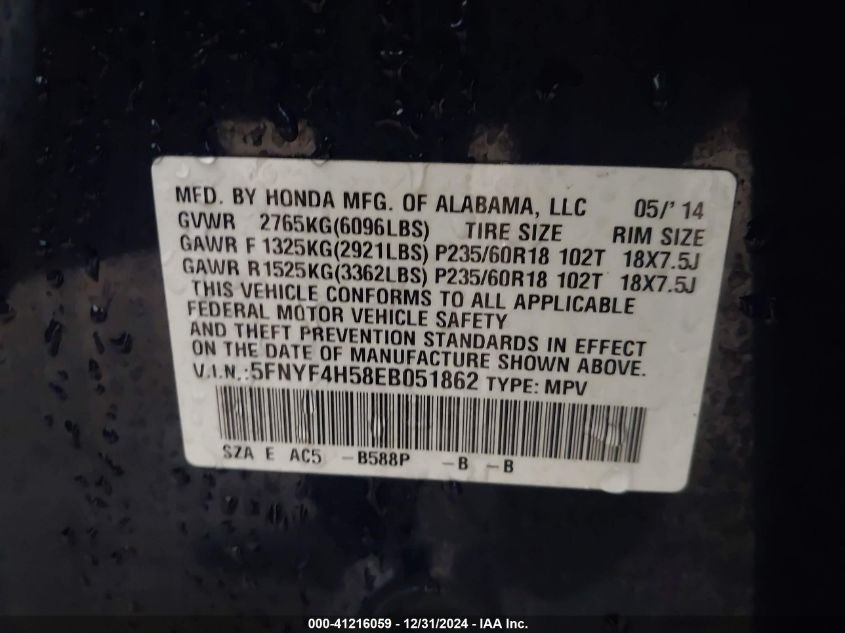 MFD. BY HONDA MFG. OF ALABAMA, LLC 05/' 14
GVWR 2765KG(6096LBS) TIRE SIZE RIM SIZE
GAWR F 1325KG(2921LBS) P235/60R18 102T 18X7.5J
GAWR R1525KG(3362LBS) P235/60R18 102T 18X7.5J
THIS VEHICLE CONFORMS TO ALL APPLICABLE
FEDERAL MOTOR VEHICLE SAFETY
AND THEFT PREVENTION STANDARDS IN EFFECT
ON THE DATE OF MANUFACTURE SHOWN ABOVE.
V.I.N.:5FNYF4H58EB051862 TYPE: MPV
SZA E AC5 -B588P -B -B
000-41216059 - 12/31/2024 - IAA Inc.